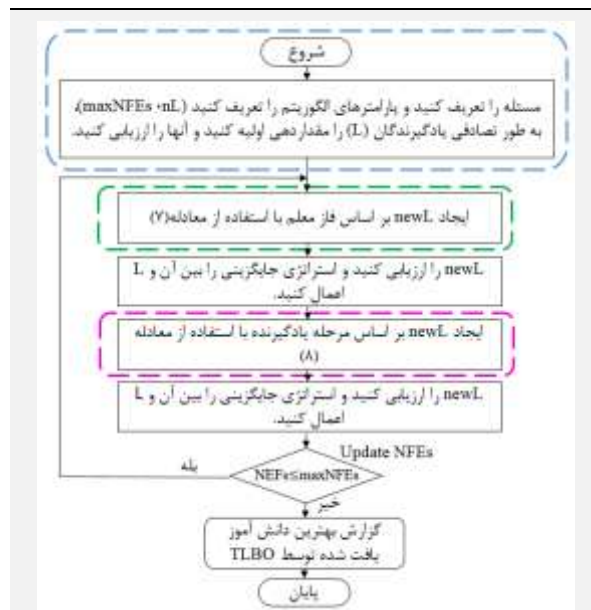 شروع
مسئله را تعریف کنید و پارامترهای الگوریتم را تعریف کنید (maxNFEs ،nL)،
به طور تصادفی یادگیرندگان (L) را مقداردهی اولیه کنید و آنها را ارزیابی کنید.
ایجاد newL بر اساس فاز معلم با استفاده از معادله(۷)
newL را ارزیابی کنید و استراتژی جایگزینی را بین آن و L
اعمال کنید.
ایجاد newL بر اساس مرحله یادگیرنده با استفاده از معادله
(۸)
newL را ارزیابی کنید و استراتژی جایگزینی را بین آن و L
اعمال کنید.
Update NFEs
بله
NEFs≤maxNFEs
خیر
گزارش بهترین دانش آموز
یافت شده توسط TLBO
پایان